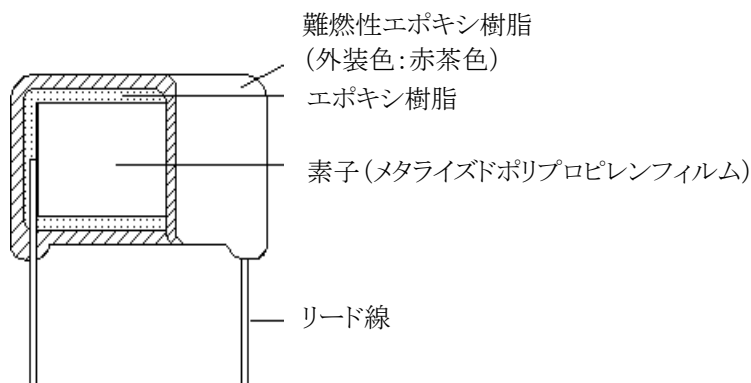 難燃性エポキシ樹脂
(外装色:赤茶色)
エポキシ樹脂
素子(メタライズドポリプロピレンフィルム)
リード線